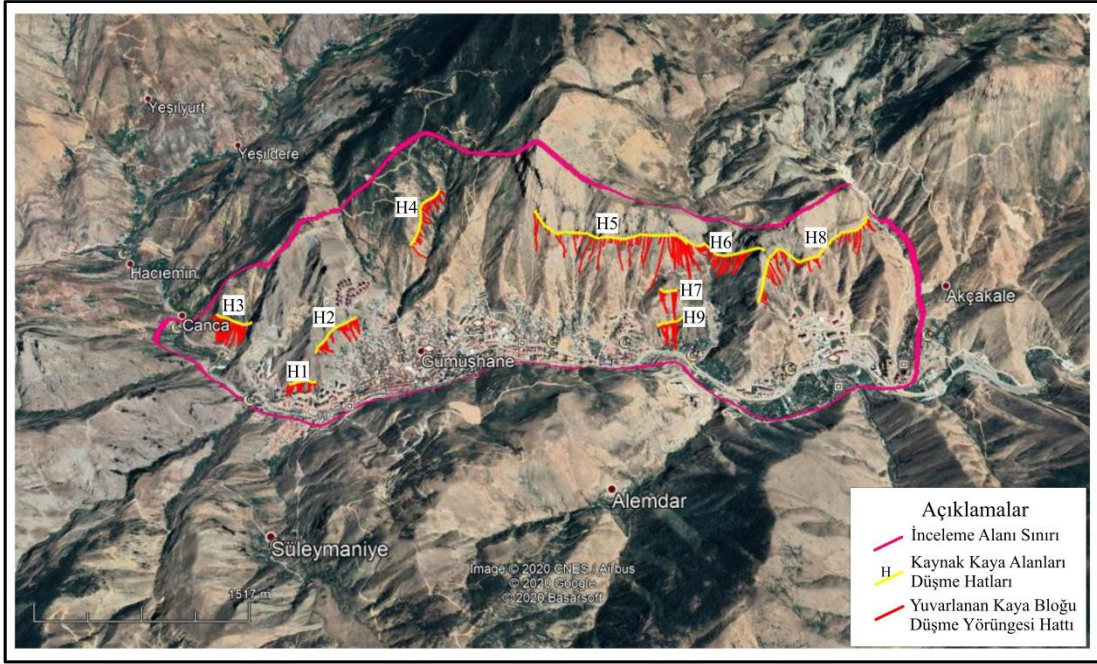 Yeşilyurt
Yeşildere
H4
H5
H6
H8
Hacıemin
H7
Akçakale
H3
Canca
H2
H9
Gümüşhane
H1
Alemdar
Süleymaniye
Image © 2020 CNES / Airbus
© 2020 Google
© 2020 Basarsoft
1517 m
Açıklamalar
İnceleme Alanı Sınırı
H
Kaynak Kaya Alanları
Düşme Hatları
Yuvarlanan Kaya Bloğu
Düşme Yörüngesi Hattı